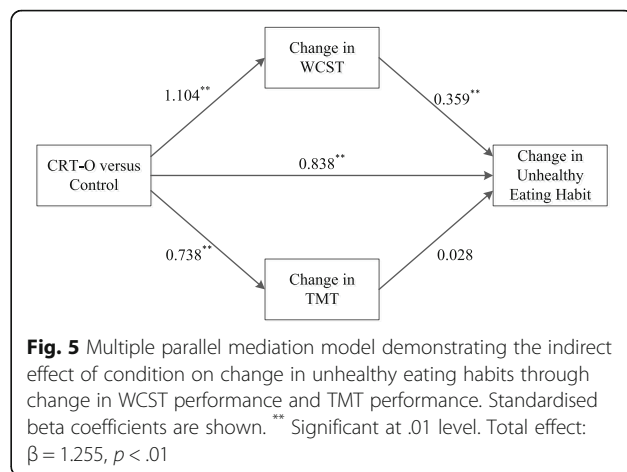 Change in
WCST
1.104**
0.359**
CRT-O versus
Control
0.838**
Change in
Unhealthy
Eating Habit
0.738**
0.028
Change in
TMT
Fig. 5 Multiple parallel mediation model demonstrating the indirect
effect of condition on change in unhealthy eating habits through
change in WCST performance and TMT performance. Standardised
beta coefficients are shown. ** Significant at .01 level. Total effect:
β = 1.255, p < .01